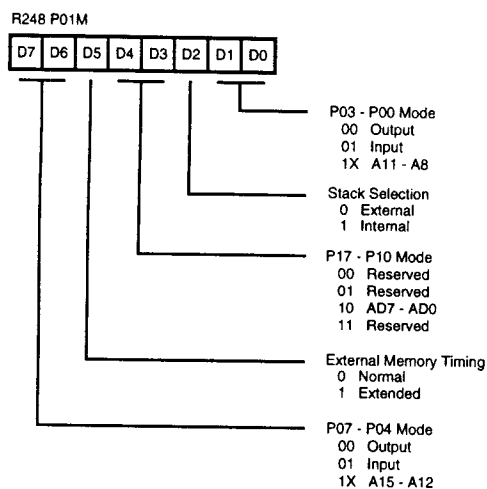 R248 P01M
D7 D6 D5 D4 D3 D2 D1 D0
P03 - P00 Mode
00 Output
01 Input
1X A11 - A8
Stack Selection
0 External
1 Internal
P17 - P10 Mode
00 Reserved
01 Reserved
10 AD7 - AD0
11 Reserved
External Memory Timing
0 Normal
1 Extended
P07 - P04 Mode
00 Output
01 Input
1X A15 - A12